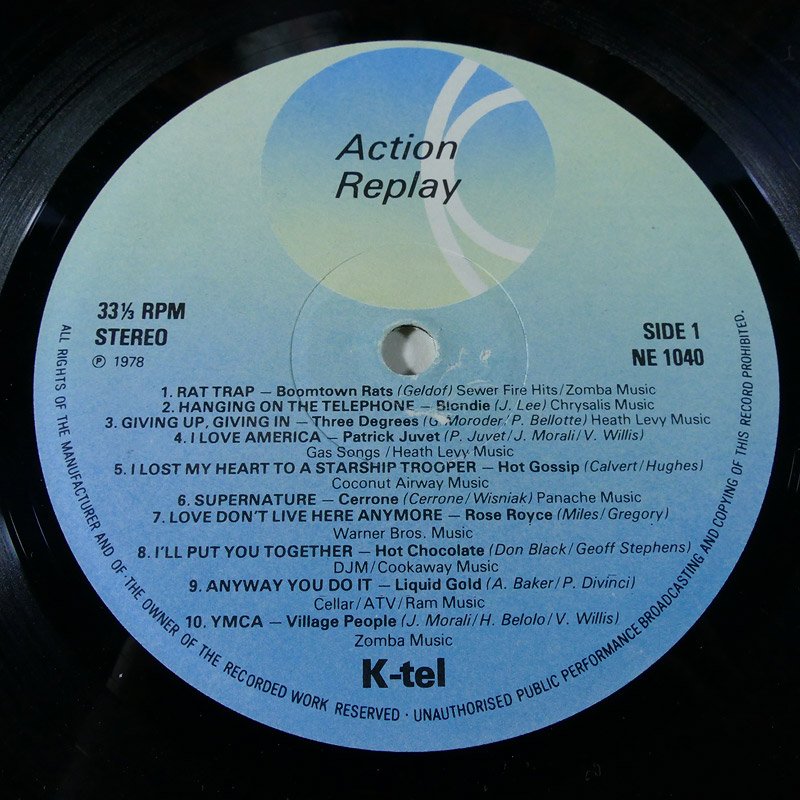 Action
Replay
33⅓ RPM
STEREO
Ⓟ 1978
SIDE 1
NE 1040
1. RAT TRAP — Boomtown Rats (Geldof) Sewer Fire Hits/Zomba Music
2. HANGING ON THE TELEPHONE — Blondie (J. Lee) Chrysalis Music
3. GIVING UP, GIVING IN — Three Degrees (G. Moroder/P. Bellotte) Heath Levy Music
4. I LOVE AMERICA — Patrick Juvet (P. Juvet/J. Morali/V. Willis)
Gas Songs/Heath Levy Music
5. I LOST MY HEART TO A STARSHIP TROOPER — Hot Gossip (Calvert/Hughes)
Coconut Airway Music
6. SUPERNATURE — Cerrone (Cerrone/Wisniak) Panache Music
7. LOVE DON'T LIVE HERE ANYMORE — Rose Royce (Miles/Gregory)
Warner Bros. Music
8. I'LL PUT YOU TOGETHER — Hot Chocolate (Don Black/Geoff Stephens)
DJM/Cookaway Music
9. ANYWAY YOU DO IT — Liquid Gold (A. Baker/P. Divinci)
Cellar/ATV/Ram Music
10. YMCA — Village People (J. Morali/H. Belolo/V. Willis)
Zomba Music
K-tel
ALL RIGHTS OF THE MANUFACTURER AND OF THE OWNER OF THE RECORDED WORK RESERVED · UNAUTHORISED PUBLIC PERFORMANCE BROADCASTING AND COPYING OF THIS RECORD PROHIBITED.